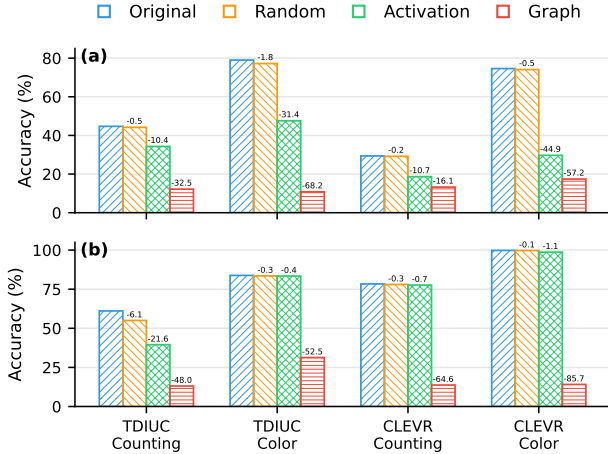 Original Random Activation Graph
(a)
Accuracy (%)
80
60
40
20
0
-0.5
-10.4
-32.5
-1.8
-31.4
-68.2
-0.2
-10.7
-16.1
-0.5
-44.9
-57.2
(b)
Accuracy (%)
100
75
50
25
0
-6.1
-21.6
-48.0
-0.3
-0.4
-52.5
-0.3
-0.7
-64.6
-0.1
-1.1
-85.7
TDIUC
Counting
TDIUC
Color
CLEVR
Counting
CLEVR
Color